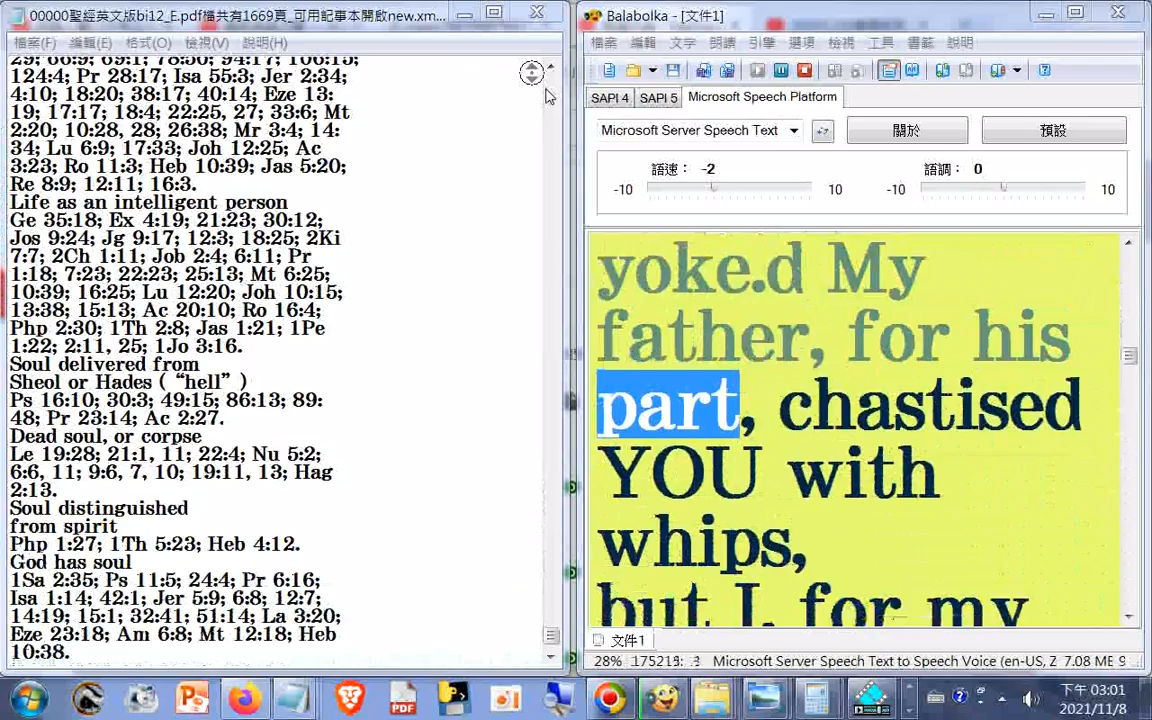 00000聖經英文版bi12_E.pdf檔共有1669頁_可用記事本開啟new.xm...
檔案(F) 編輯(E) 格式(O) 檢視(V) 說明(H)
29; 66:9; 69:1; 78:50; 94:17; 106:15;
124:4; Pr 28:17; Isa 55:3; Jer 2:34;
4:10; 18:20; 38:17; 40:14; Eze 13:
19; 17:17; 18:4; 22:25, 27; 33:6; Mt
2:20; 10:28, 28; 26:38; Mr 3:4; 14:
34; Lu 6:9; 17:33; Joh 12:25; Ac
3:23; Ro 11:3; Heb 10:39; Jas 5:20;
Re 8:9; 12:11; 16:3.
Life as an intelligent person
Ge 35:18; Ex 4:19; 21:23; 30:12;
Jos 9:24; Jg 9:17; 12:3; 18:25; 2Ki
7:7; 2Ch 1:11; Job 2:4; 6:11; Pr
1:18; 7:23; 22:23; 25:13; Mt 6:25;
10:39; 16:25; Lu 12:20; Joh 10:15;
13:38; 15:13; Ac 20:10; Ro 16:4;
Php 2:30; 1Th 2:8; Jas 1:21; 1Pe
1:22; 2:11, 25; 1Jo 3:16.
Soul delivered from
Sheol or Hades (“hell”)
Ps 16:10; 30:3; 49:15; 86:13; 89:
48; Pr 23:14; Ac 2:27.
Dead soul, or corpse
Le 19:28; 21:1, 11; 22:4; Nu 5:2;
6:6, 11; 9:6, 7, 10; 19:11, 13; Hag
2:13.
Soul distinguished
from spirit
Php 1:27; 1Th 5:23; Heb 4:12.
God has soul
1Sa 2:35; Ps 11:5; 24:4; Pr 6:16;
Isa 1:14; 42:1; Jer 5:9; 6:8; 12:7;
14:19; 15:1; 32:41; 51:14; La 3:20;
Eze 23:18; Am 6:8; Mt 12:18; Heb
10:38.
Balabolka - [文件1]
檔案 編輯 文字 朗讀 引擎 選項 檢視 工具 書籤 說明
SAPI 4 SAPI 5 Microsoft Speech Platform
Microsoft Server Speech Text 關於 預設
語速： -2 語調： 0
-10 10 -10 10
yoke.d My
father, for his
part, chastised
YOU with
whips,
but I, for my
文件1
28% Microsoft Server Speech Text to Speech Voice (en-US, Z 7.08 MB 9
PDF
下午 03:01
2021/11/8